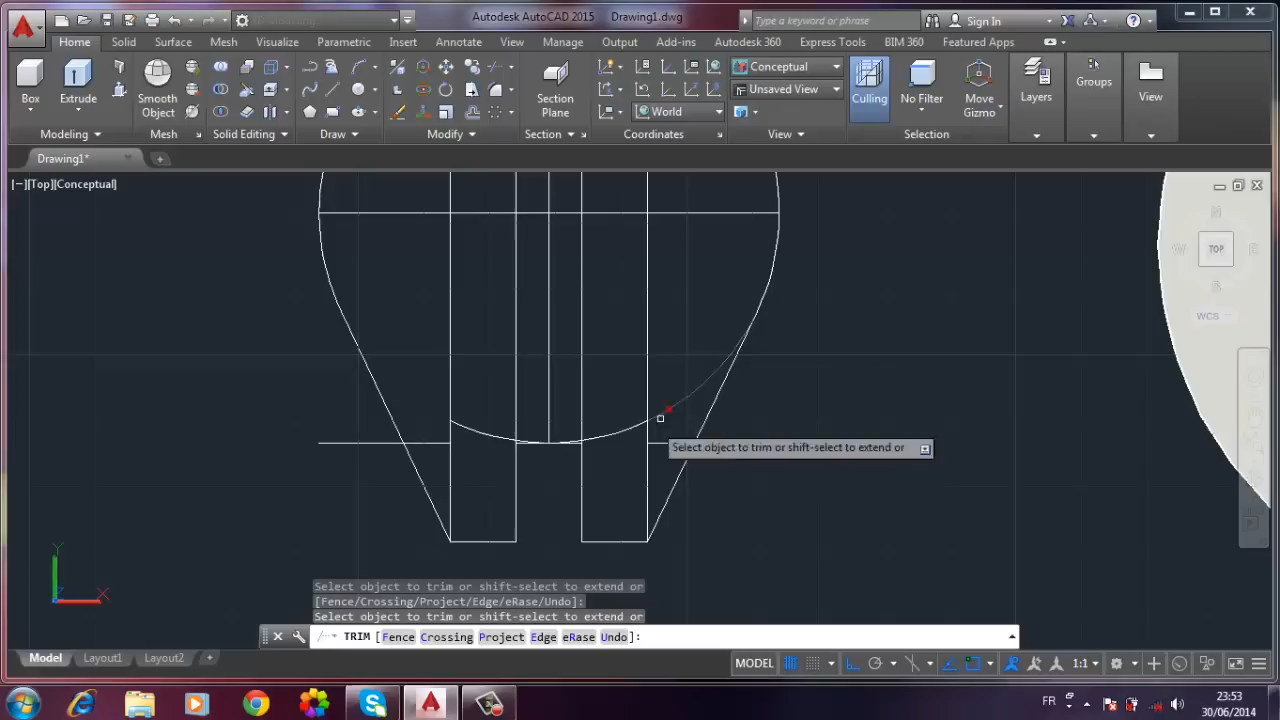 3D Modeling
Autodesk AutoCAD 2015 Drawing1.dwg
Type a keyword or phrase
Sign In
Home Solid Surface Mesh Visualize Parametric Insert Annotate View Manage Output Add-ins Autodesk 360 Express Tools BIM 360 Featured Apps
Box
Extrude
Smooth
Object
Section
Plane
World
Conceptual
Unsaved View
Culling
No Filter
Move
Gizmo
Layers
Groups
View
Modeling
Mesh
Solid Editing
Draw
Modify
Section
Coordinates
View
Selection
Drawing1*
[−][Top][Conceptual]
N
W
TOP
E
S
WCS
Select object to trim or shift-select to extend or
Y
X
Select object to trim or shift-select to extend or
[Fence/Crossing/Project/Edge/eRase/Undo]:
Select object to trim or shift-select to extend or
TRIM [Fence Crossing Project Edge eRase Undo]:
Model Layout1 Layout2
MODEL
1:1
FR
23:53
30/06/2014